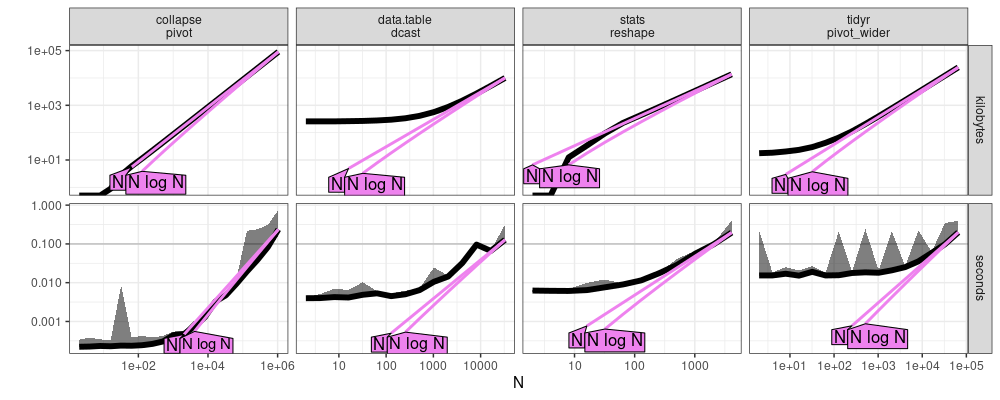 collapse
pivot
data.table
dcast
stats
reshape
tidyr
pivot_wider
1e+05
1e+03
1e+01
N
N log N
N
N log N
N
N log N
N
N log N
kilobytes
1.000
0.100
0.010
0.001
N
N log N
N
N log N
N
N log N
N
N log N
seconds
1e+02 1e+04 1e+06
10 100 1000 10000
10 100 1000
1e+01 1e+02 1e+03 1e+04 1e+05
N